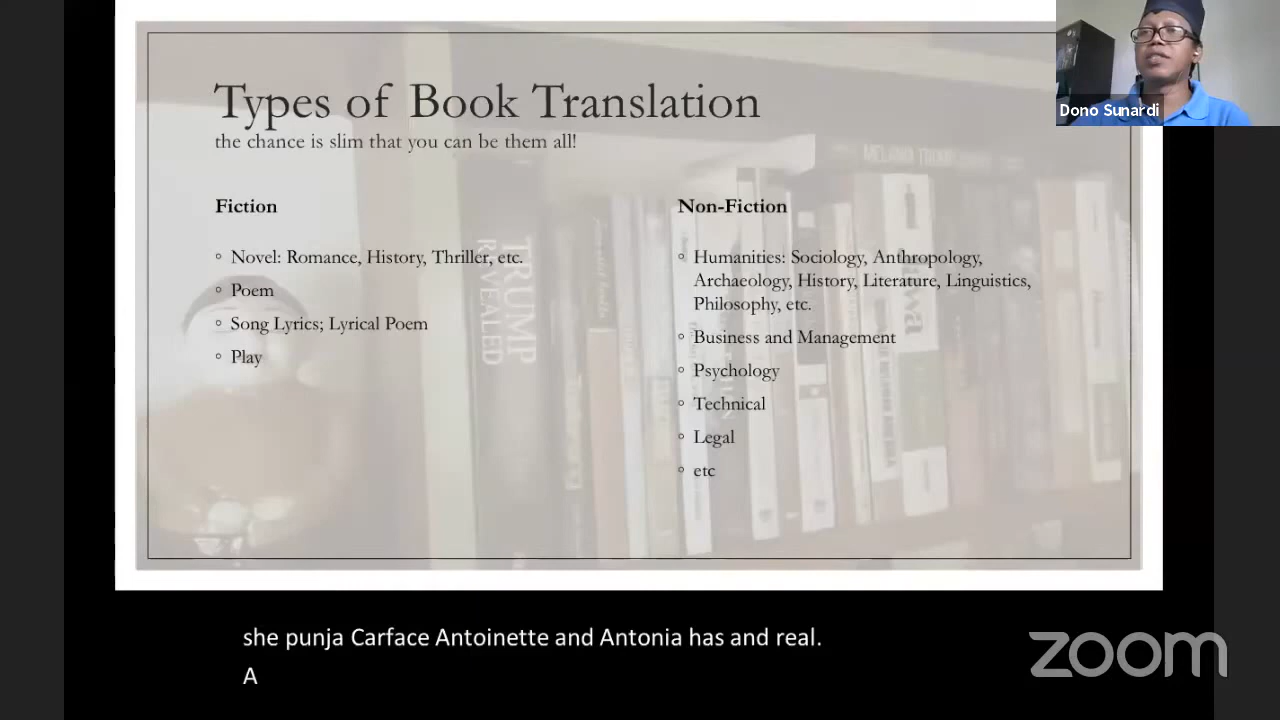 Types of Book Translation
the chance is slim that you can be them all!
Fiction
◦ Novel: Romance, History, Thriller, etc.
◦ Poem
◦ Song Lyrics; Lyrical Poem
◦ Play
Non-Fiction
◦ Humanities: Sociology, Anthropology,
Archaeology, History, Literature, Linguistics,
Philosophy, etc.
◦ Business and Management
◦ Psychology
◦ Technical
◦ Legal
◦ etc
TRUMP
REVEALED
Dono Sunardi
she punja Carface Antoinette and Antonia has and real.
A
zoom